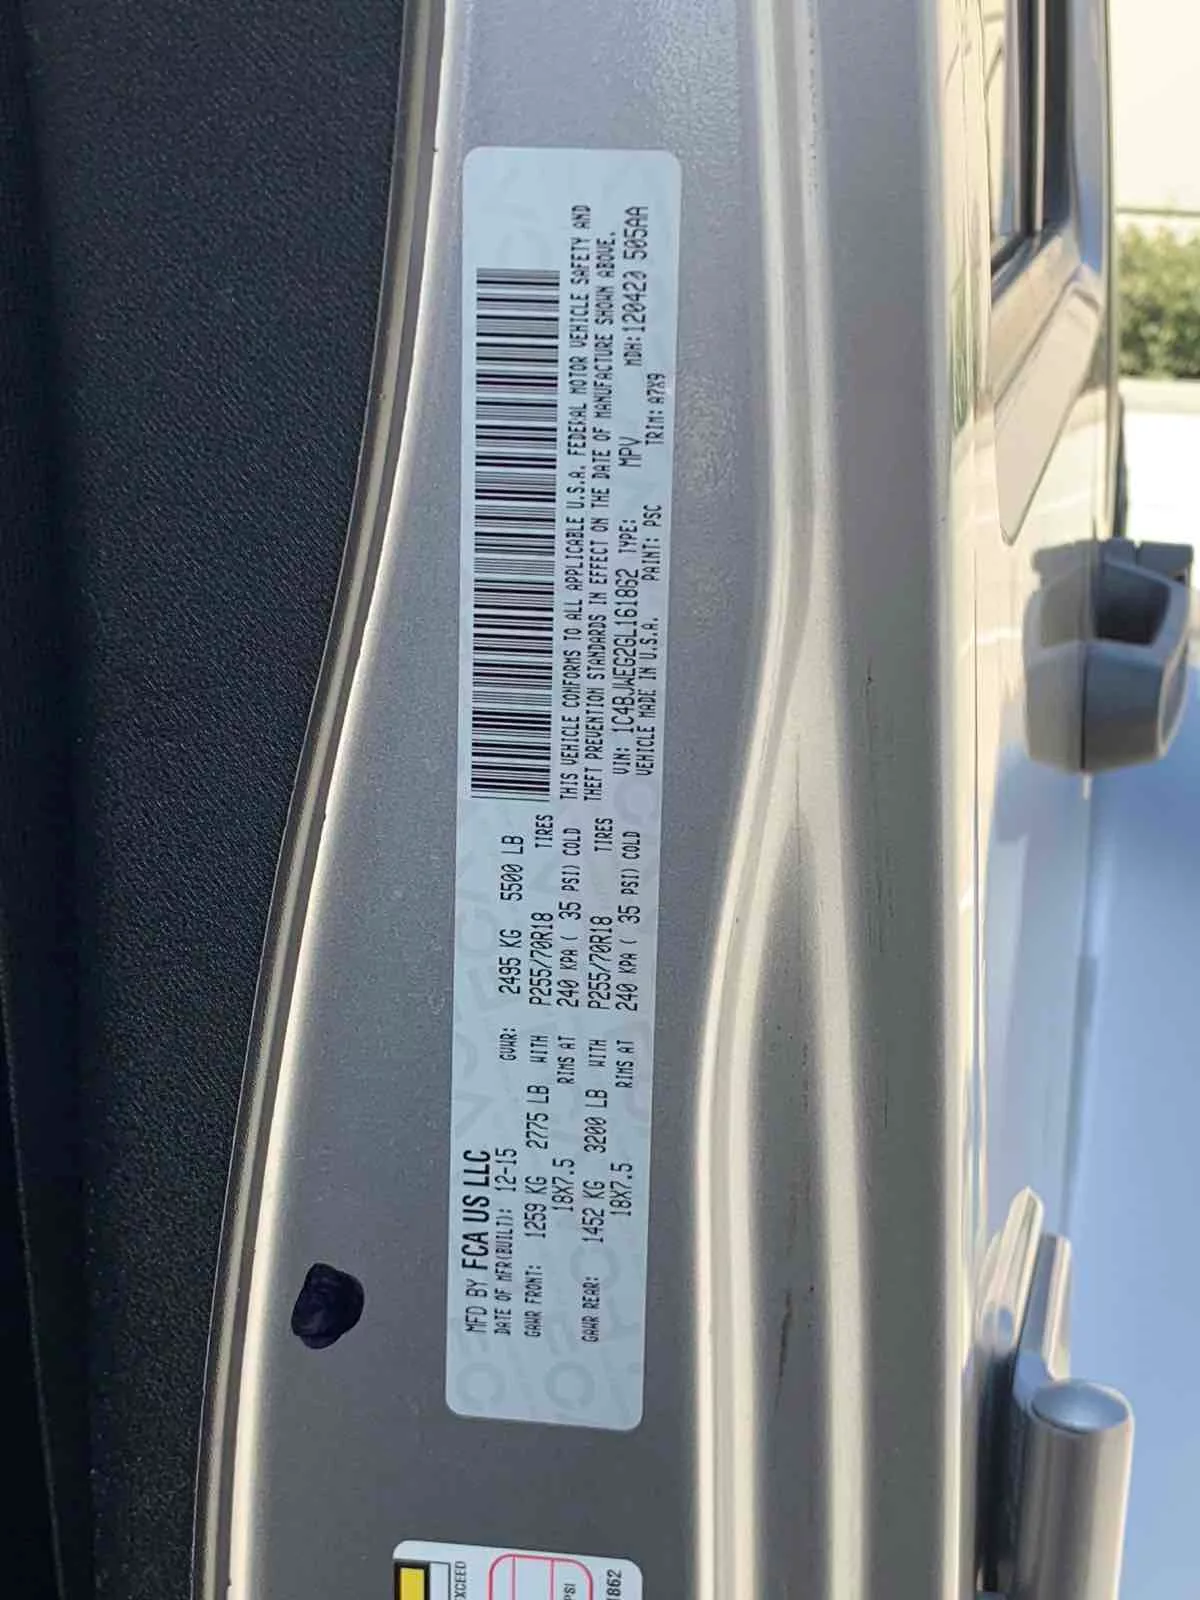 MFD BY FCA US LLC
DATE OF MFR(BUILT): 12-15 GVWR: 2495 KG 5500 LB
GAWR FRONT: 1259 KG 2775 LB WITH P255/70R18 TIRES
18X7.5 RIMS AT 240 KPA ( 35 PSI) COLD
GAWR REAR: 1452 KG 3200 LB WITH P255/70R18 TIRES
18X7.5 RIMS AT 240 KPA ( 35 PSI) COLD
THIS VEHICLE CONFORMS TO ALL APPLICABLE U.S.A. FEDERAL MOTOR VEHICLE SAFETY AND
THEFT PREVENTION STANDARDS IN EFFECT ON THE DATE OF MANUFACTURE SHOWN ABOVE.
VIN: 1C4BJWEG2GL161862 TYPE: MPV MDH:120420 505AA
VEHICLE MADE IN U.S.A. PAINT: PSC TRIM: A7X9
EXCEED
PSI
1862